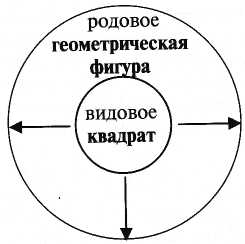 родовое
геометрическая
фигура
видовое
квадрат